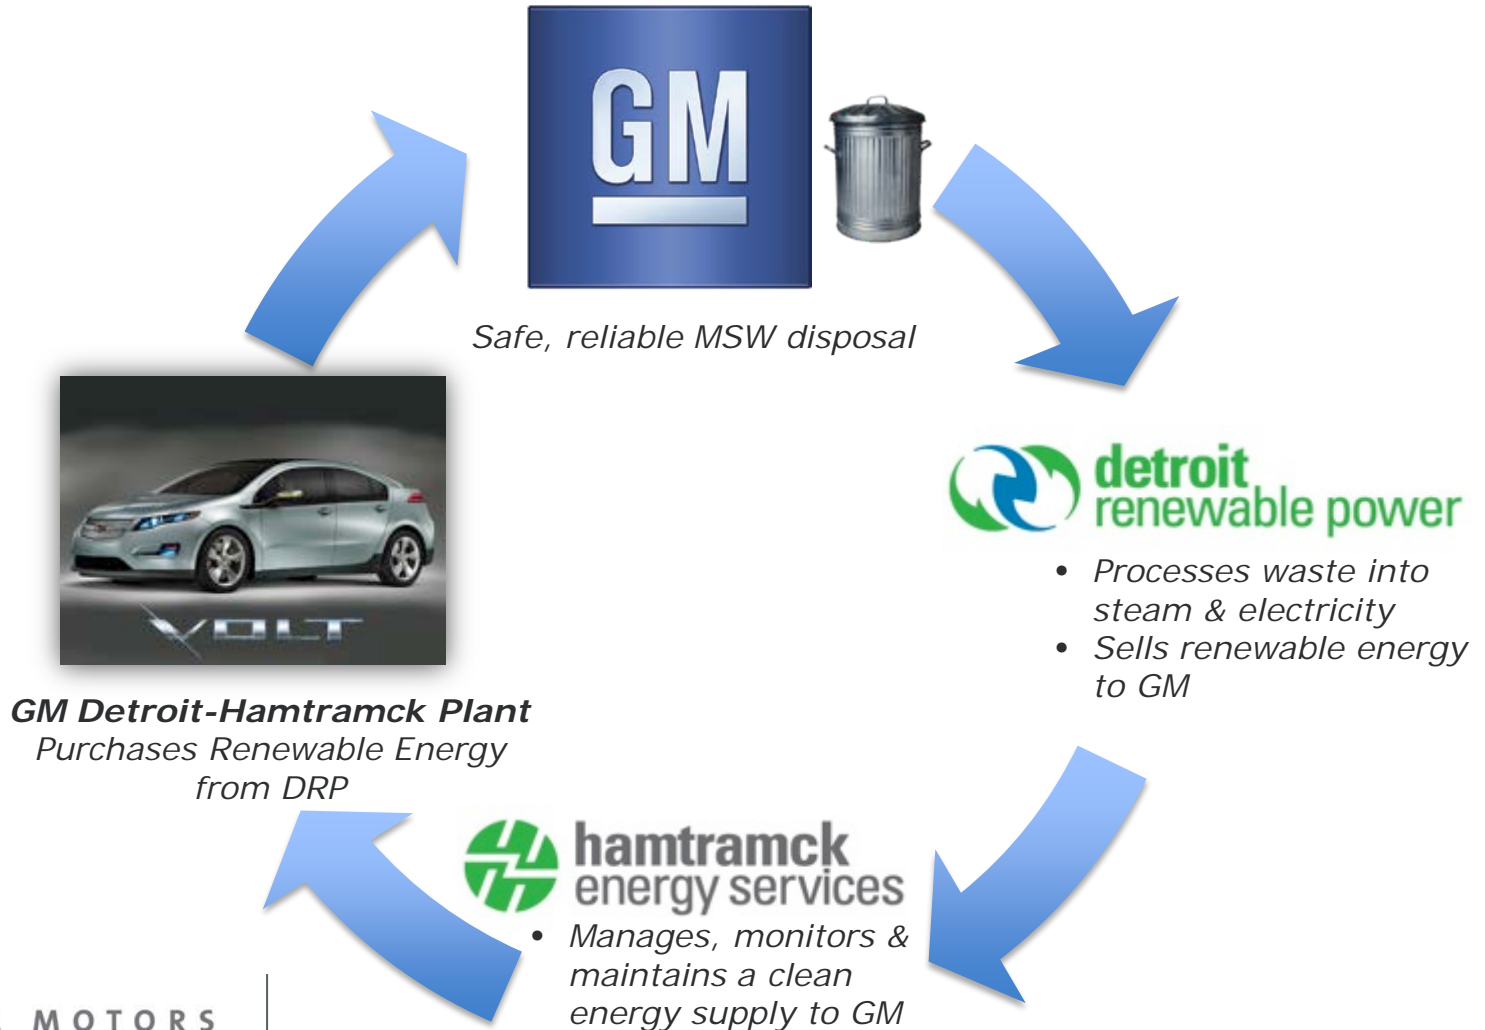 GM
Safe, reliable MSW disposal
detroit
renewable power
• Processes waste into
steam & electricity
• Sells renewable energy
to GM
VOLT
GM Detroit-Hamtramck Plant
Purchases Renewable Energy
from DRP
hamtramck
energy services
• Manages, monitors &
maintains a clean
energy supply to GM
MOTORS